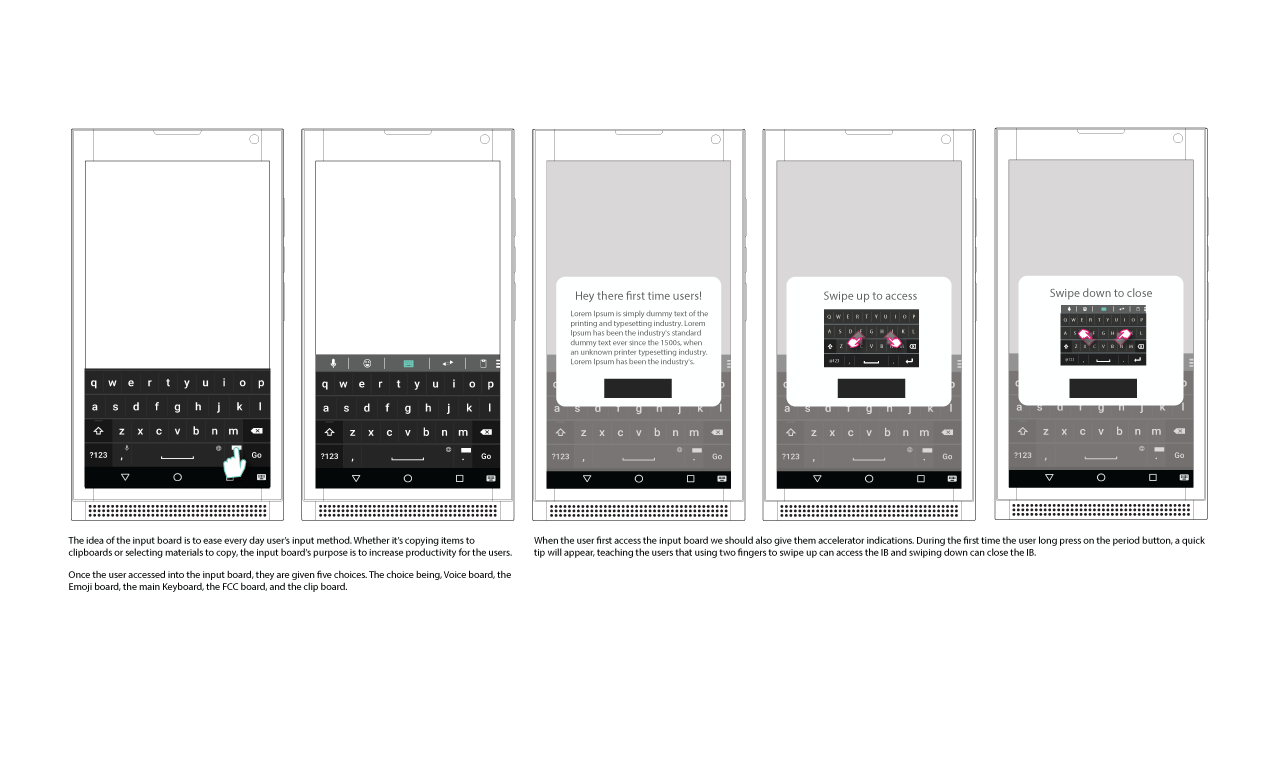 q w e r t y u i o p
a s d f g h j k l
z x c v b n m
?123 , Go
q w e r t y u i o p
a s d f g h j k l
z x c v b n m
?123 , . Go
Hey there first time users!
Lorem Ipsum is simply dummy text of the
printing and typesetting industry. Lorem
Ipsum has been the industry's standard
dummy text ever since the 1500s, when
an unknown printer typesetting industry.
Lorem Ipsum has been the industry's.
a s d f g h j k l
z x c v b n m
?123 , . Go
Swipe up to access
Q W E R T Y U I O P
A S D F G H J K L
Z X C V B N M
@123 , .
a s d f g h j k l
z x c v b n m
?123 , . Go
Swipe down to close
Q W E R T Y U I O P
A S D F G H J K L
Z X C V B N M
@123 , .
a s d f g h j k l
z x c v b n m
?123 , . Go
The idea of the input board is to ease every day user's input method. Whether it's copying items to
clipboards or selecting materials to copy, the input board's purpose is to increase productivity for the users.
Once the user accessed into the input board, they are given five choices. The choice being, Voice board, the
Emoji board, the main Keyboard, the FCC board, and the clip board.
When the user first access the input board we should also give them accelerator indications. During the first time the user long press on the period button, a quick
tip will appear, teaching the users that using two fingers to swipe up can access the IB and swiping down can close the IB.